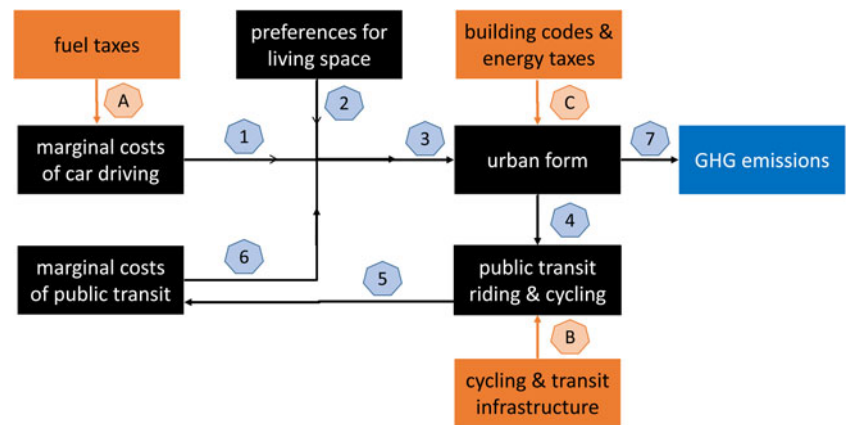 fuel taxes
preferences for
living space
building codes &
energy taxes
A
2
C
marginal costs
of car driving
1
3
urban form
7
GHG emissions
4
marginal costs
of public transit
6
5
public transit
riding & cycling
B
cycling & transit
infrastructure